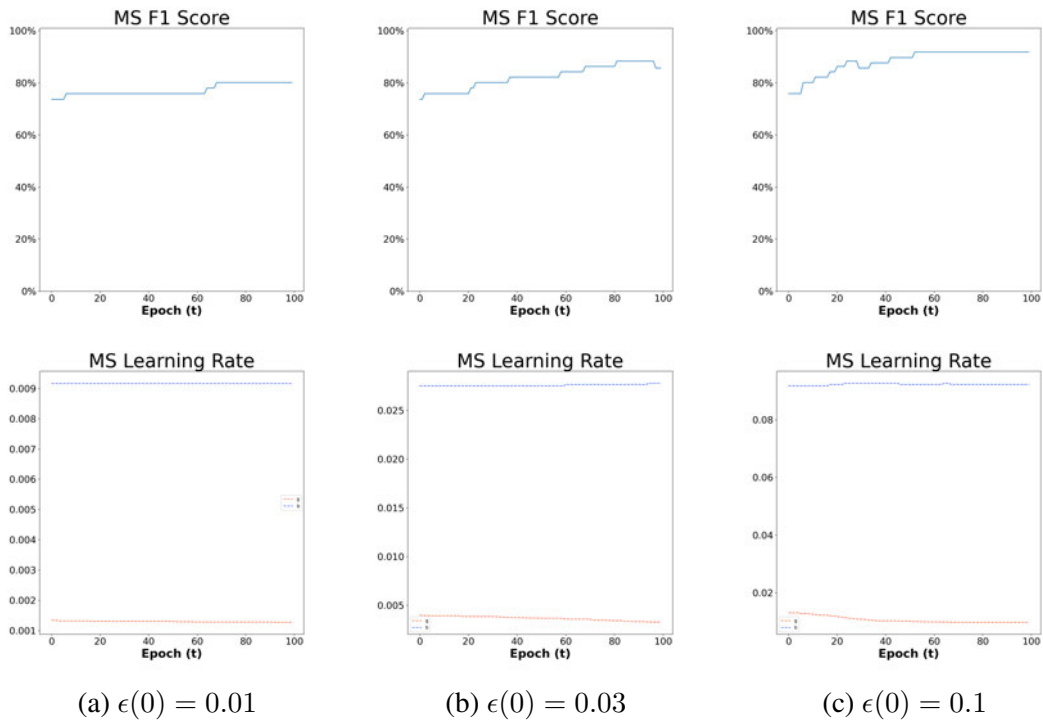 MS F1 Score MS F1 Score MS F1 Score
100% 100% 100%
80% 80% 80%
60% 60% 60%
40% 40% 40%
20% 20% 20%
0% 0% 0%
0 20 40 60 80 100 0 20 40 60 80 100 0 20 40 60 80 100
Epoch (t) Epoch (t) Epoch (t)
MS Learning Rate MS Learning Rate MS Learning Rate
0.009
0.008
0.007
0.006
0.005
0.004
0.003
0.002
0.001
0.025
0.020
0.015
0.010
0.005
0.08
0.06
0.04
0.02
0 20 40 60 80 100 0 20 40 60 80 100 0 20 40 60 80 100
Epoch (t) Epoch (t) Epoch (t)
(a) ϵ(0) = 0.01 (b) ϵ(0) = 0.03 (c) ϵ(0) = 0.1